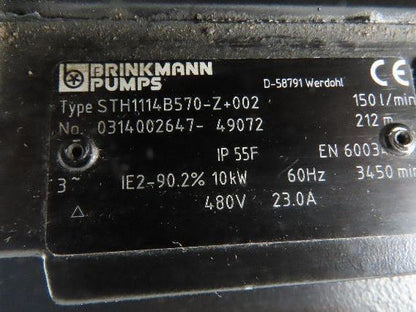 BRINKMANN
PUMPS
D-58791 Werdohl
CE
Type STH1114B570-Z+002 150 l/min
No. 0314002647- 49072 212 m
IP 55F EN 6003
3~ IE2-90.2% 10kW 60Hz 3450 min
△ 480V 23.0A